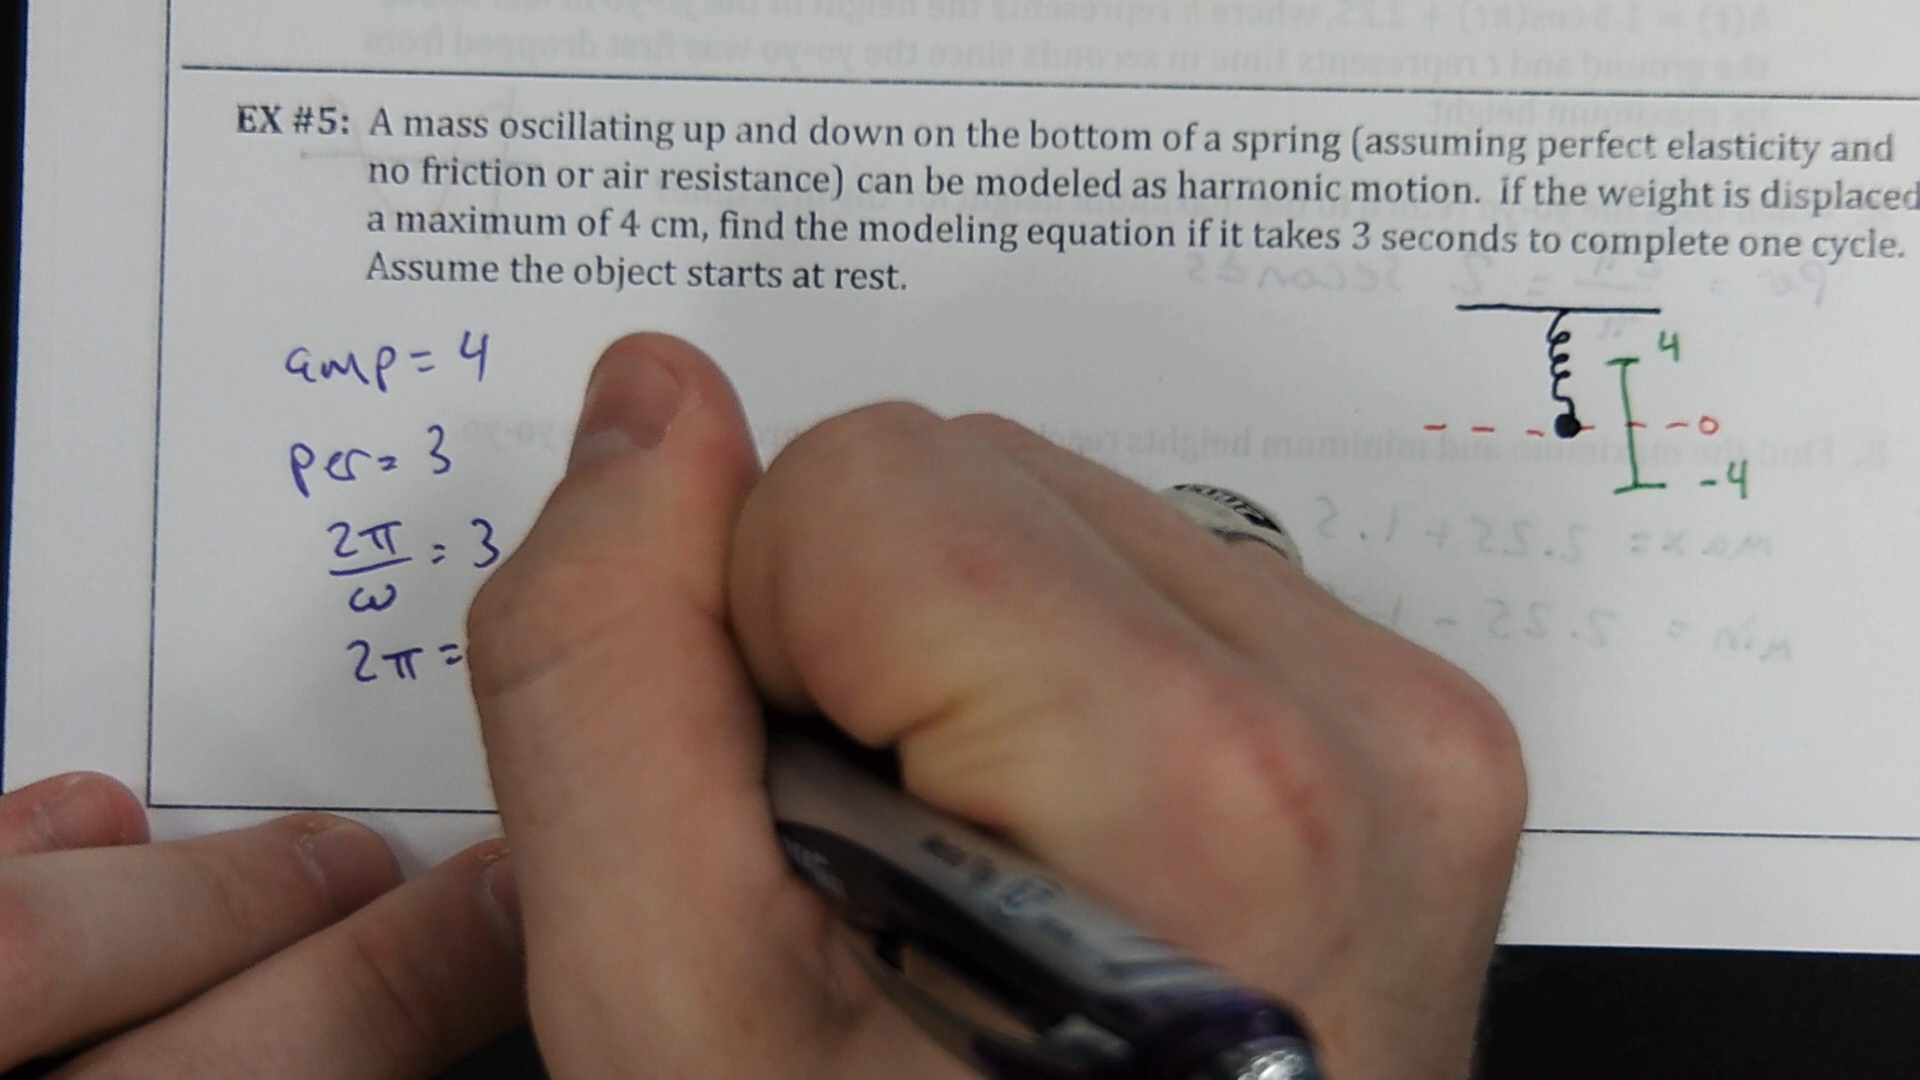 EX #5: A mass oscillating up and down on the bottom of a spring (assuming perfect elasticity and
no friction or air resistance) can be modeled as harmonic motion. If the weight is displaced
a maximum of 4 cm, find the modeling equation if it takes 3 seconds to complete one cycle.
Assume the object starts at rest.
amp = 4
per = 3
2π/ω = 3
2π =
4
0
-4